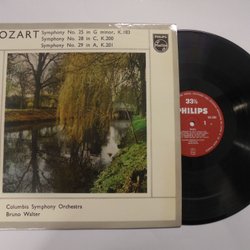 OZART
Symphony No. 25 in G minor, K.183
Symphony No. 28 in C, K.200
Symphony No. 29 in A, K.201
PHILIPS
Columbia Symphony Orchestra
Bruno Walter
33⅓
PHILIPS